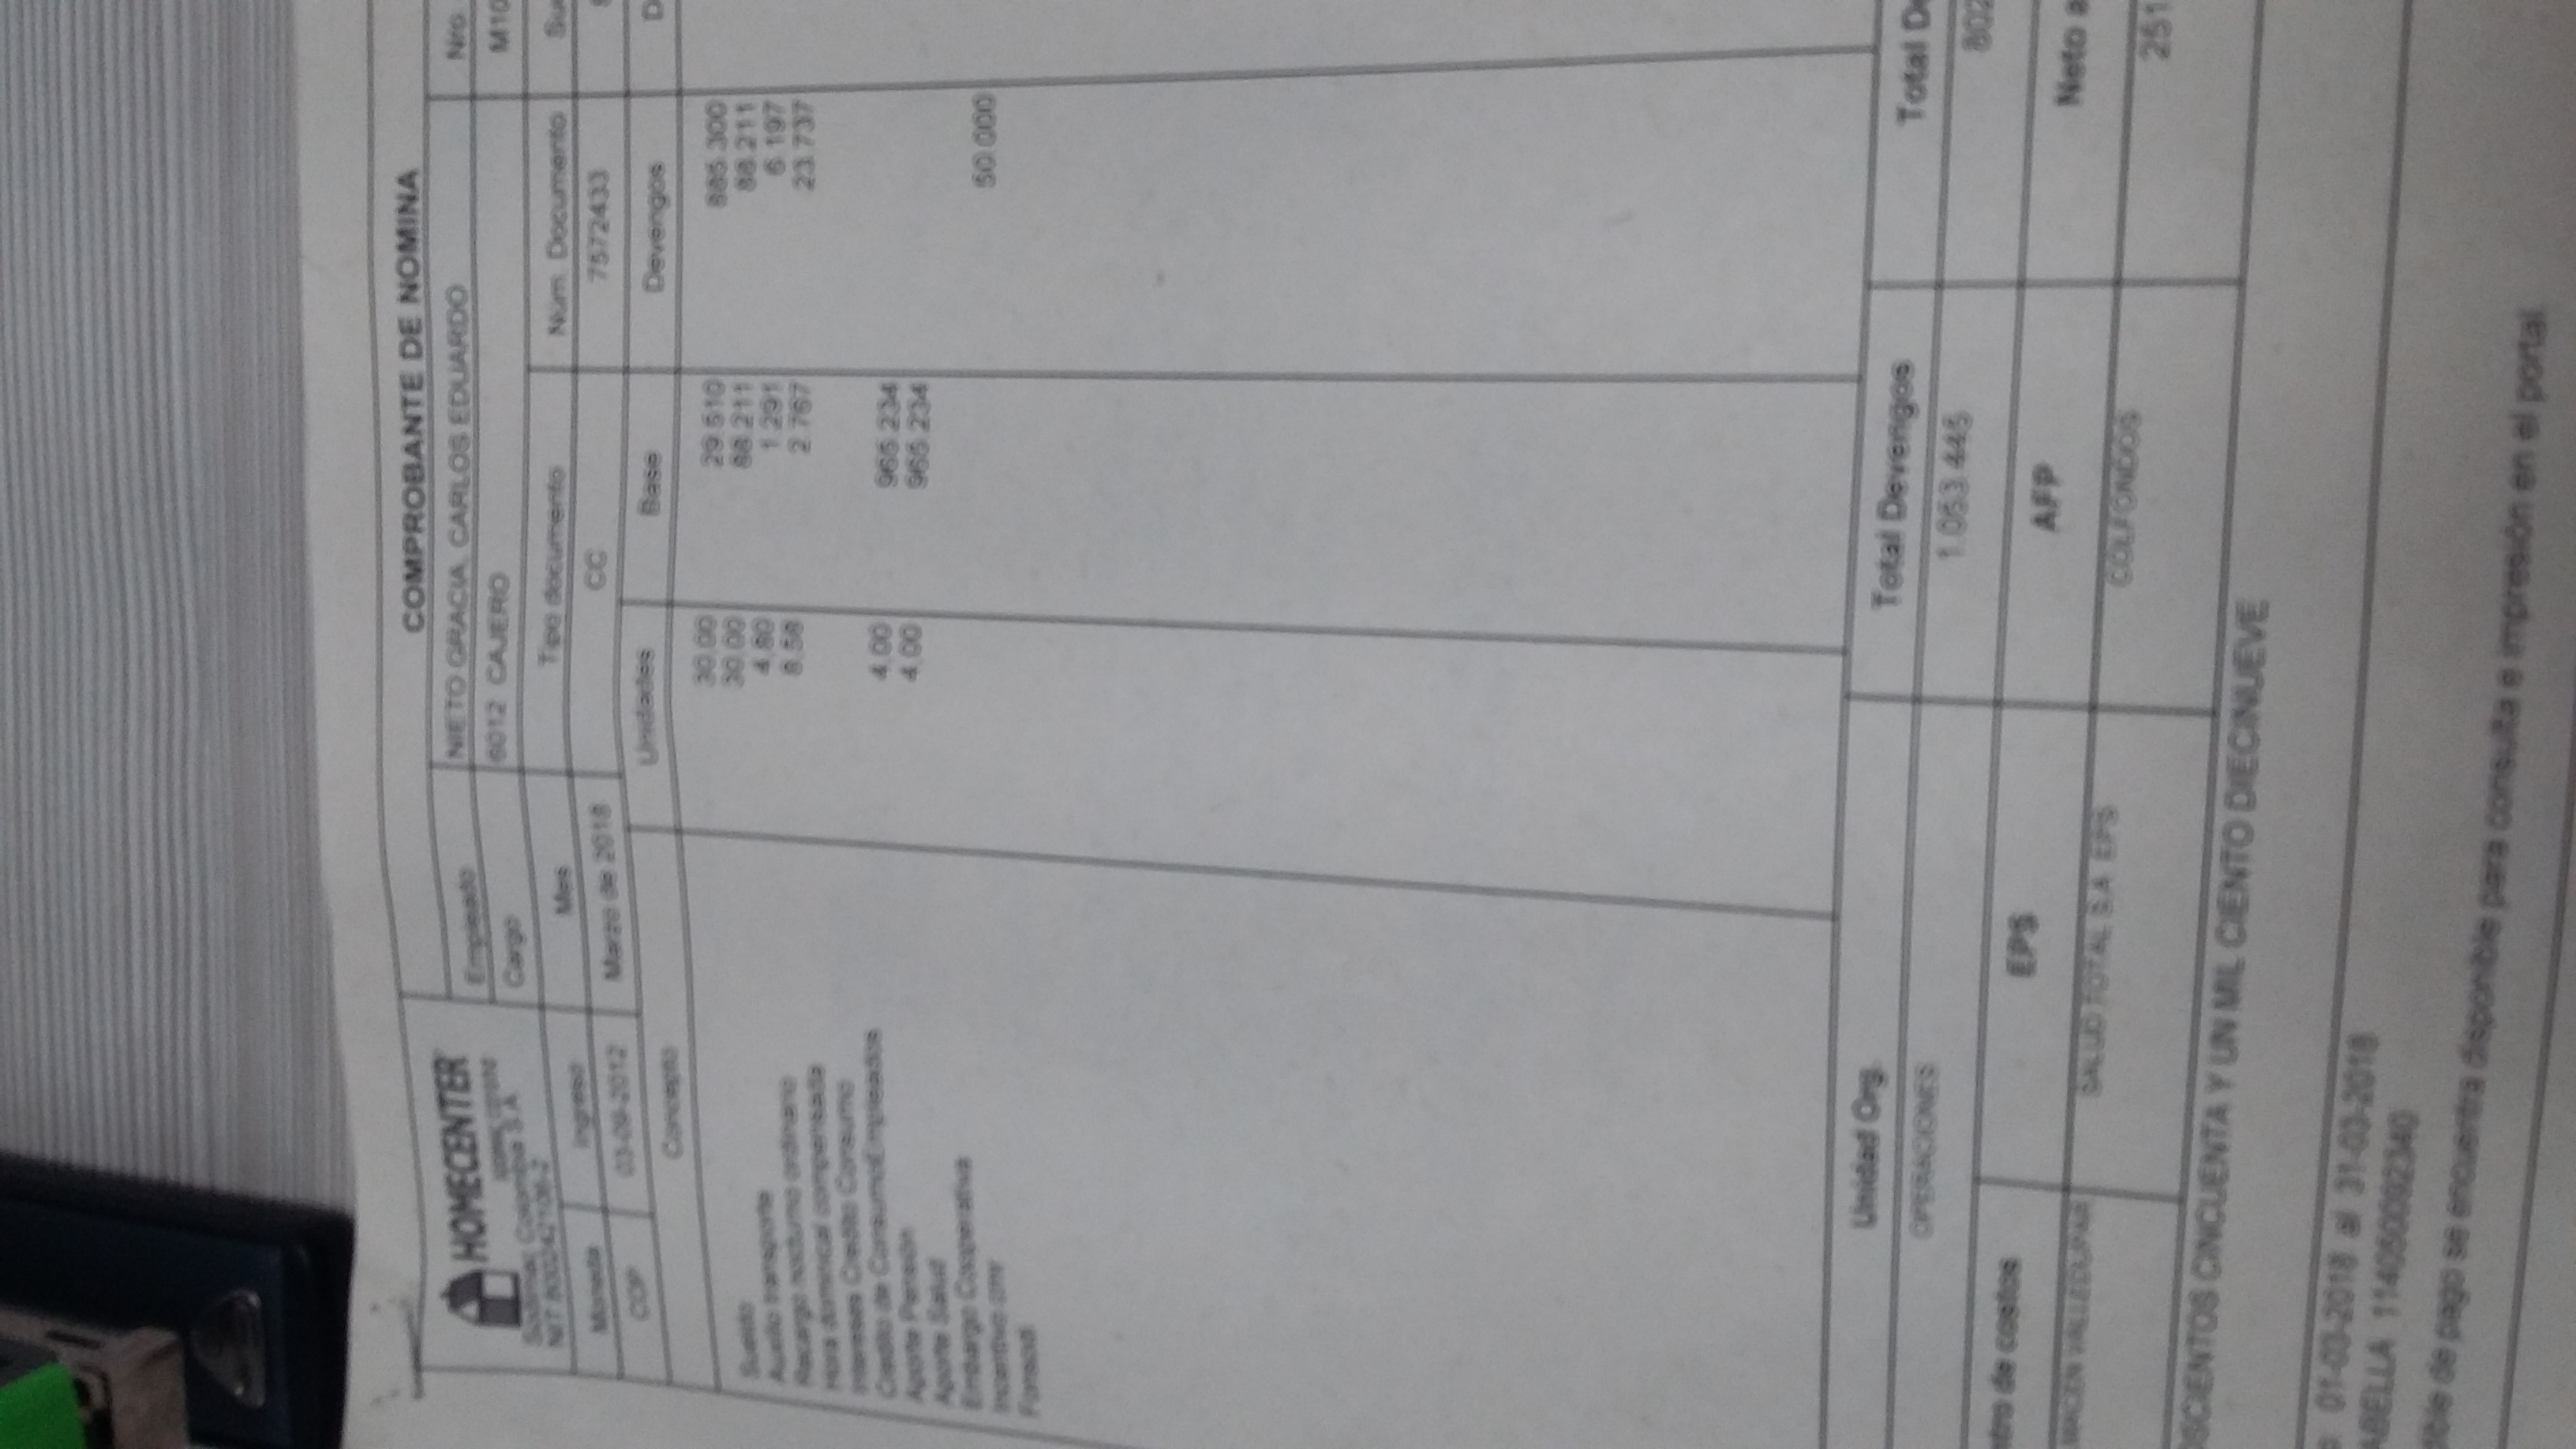 COMPROBANTE DE NOMINA
HOMECENTER
Sodimac Colombia S.A
NIT 800242106-2
Empleado NIETO GRACIA CARLOS EDUARDO Nro
Cargo 6012 CAJERO M10
Moneda Ingreso Mes Tipo documento Núm. Documento Su
COP 03-09-2012 Marzo de 2018 CC 7572433
Concepto Unidades Base Devengos D
Sueldo 30,00 29.510 885.300
Auxilio transporte 30,00 88.211 88.211
Recargo nocturno ordinario 4,80 1.291 6.197
Hora dominical compensada 8,58 2.767 23.737
Intereses Credito Consumo
Credito de ConsumoEmpleados
Aporte Pensión 4,00 965.234
Aporte Salud 4,00 965.234
Embargo Cooperativa
Incentivo cmr 50.000
Fonsodi
Unidad Org. Total Devengos Total De
OPERACIONES 1.053.445 802
ntro de costos EPS AFP Neto a
MACEN VALLEDUPAR SALUD TOTAL S.A. EPS COLFONDOS 251
OSCIENTOS CINCUENTA Y UN MIL CIENTO DIECINUEVE
o: 01-03-2018 al 31-03-2018
ABELLA 114050092340
dible de pago se encuentra disponible para consulta e impresión en el portal.